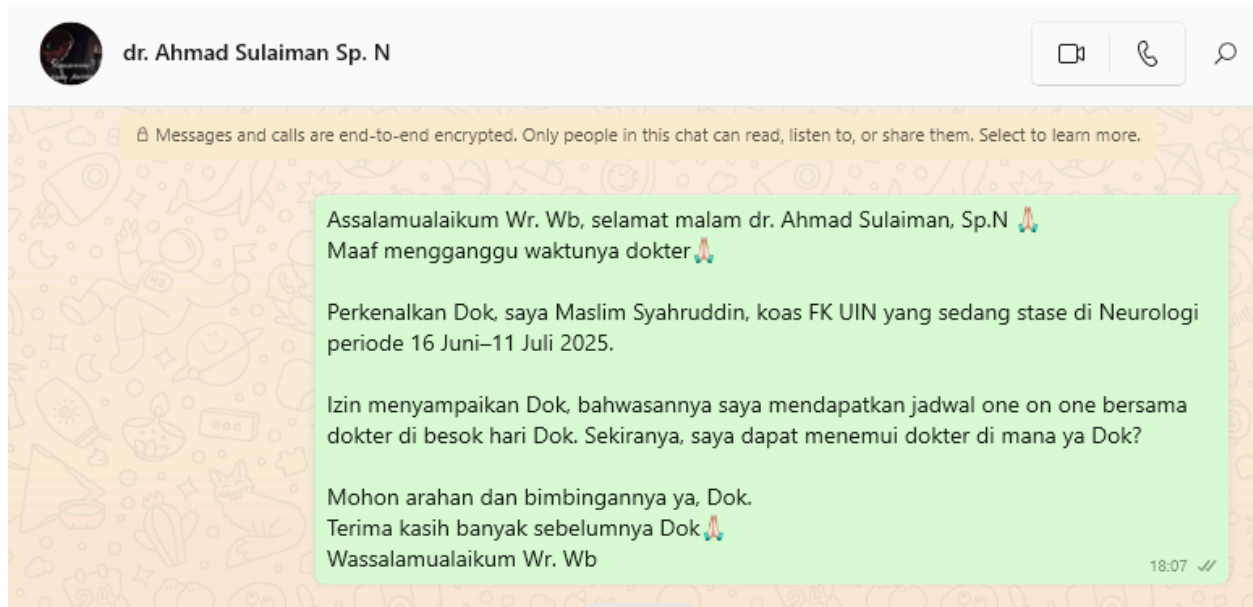 dr. Ahmad Sulaiman Sp. N
Messages and calls are end-to-end encrypted. Only people in this chat can read, listen to, or share them. Select to learn more.
Assalamualaikum Wr. Wb, selamat malam dr. Ahmad Sulaiman, Sp.N 🙏🏻
Maaf mengganggu waktunya dokter🙏🏻
Perkenalkan Dok, saya Maslim Syahruddin, koas FK UIN yang sedang stase di Neurologi
periode 16 Juni–11 Juli 2025.
Izin menyampaikan Dok, bahwasannya saya mendapatkan jadwal one on one bersama
dokter di besok hari Dok. Sekiranya, saya dapat menemui dokter di mana ya Dok?
Mohon arahan dan bimbingannya ya, Dok.
Terima kasih banyak sebelumnya Dok🙏🏻
Wassalamualaikum Wr. Wb
18:07